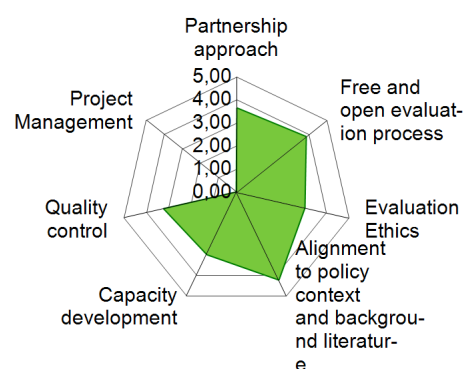 Partnership
approach
5,00
4,00
3,00
2,00
1,00
0,00
Free and
open evaluat-
ion process
Evaluation
Ethics
Alignment
to policy
context
and backgrou-
nd literatur-
e
Capacity
development
Quality
control
Project
Management